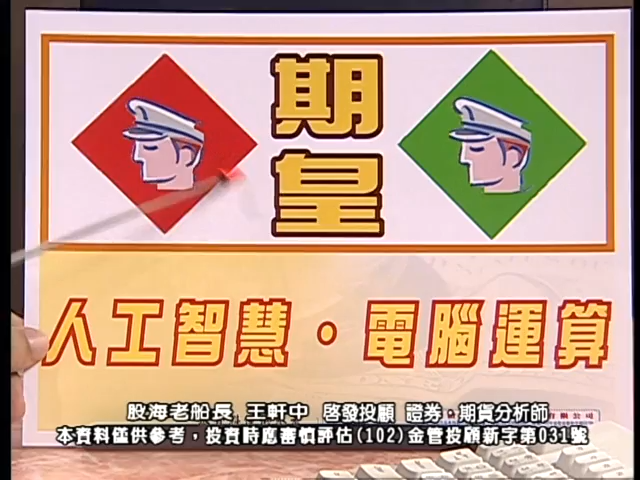 期
皇
人工智慧・電腦運算
股海老船長 王軒中 啓發投顧 證券・期貨分析師
本資料僅供參考，投資時應審慎評估(102)金管投顧新字第031號